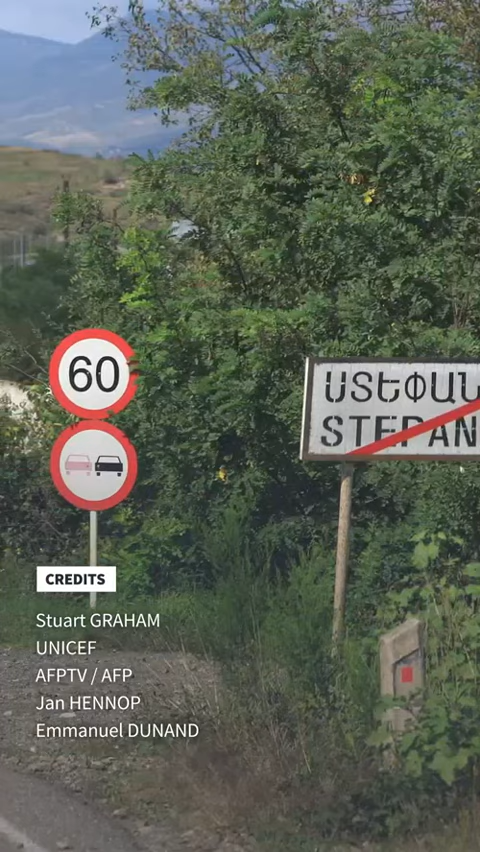 60
ՍՏԵՓԱՆ
STEPAN
CREDITS
Stuart GRAHAM
UNICEF
AFPTV / AFP
Jan HENNOP
Emmanuel DUNAND